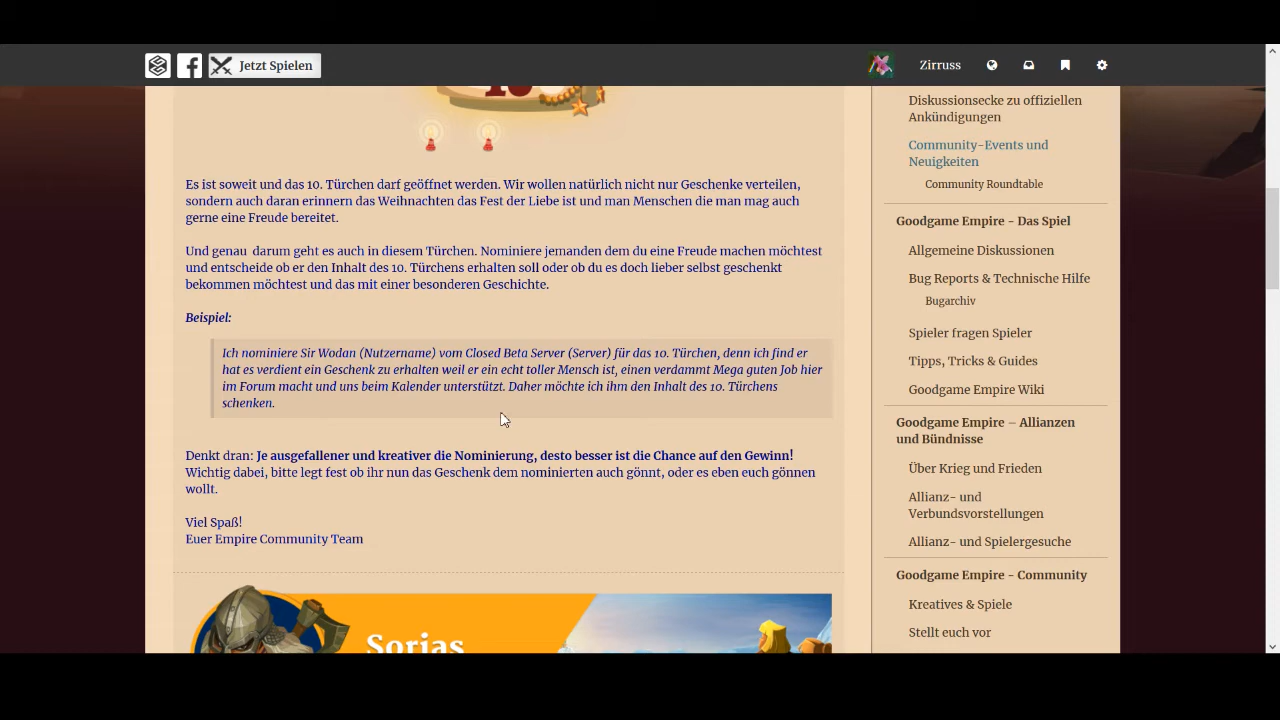 Jetzt Spielen
Zirruss
10
Es ist soweit und das 10. Türchen darf geöffnet werden. Wir wollen natürlich nicht nur Geschenke verteilen,
sondern auch daran erinnern das Weihnachten das Fest der Liebe ist und man Menschen die man mag auch
gerne eine Freude bereitet.
Und genau  darum geht es auch in diesem Türchen. Nominiere jemanden dem du eine Freude machen möchtest
und entscheide ob er den Inhalt des 10. Türchens erhalten soll oder ob du es doch lieber selbst geschenkt
bekommen möchtest und das mit einer besonderen Geschichte.
Beispiel:
Ich nominiere Sir Wodan (Nutzername) vom Closed Beta Server (Server) für das 10. Türchen, denn ich find er
hat es verdient ein Geschenk zu erhalten weil er ein echt toller Mensch ist, einen verdammt Mega guten Job hier
im Forum macht und uns beim Kalender unterstützt. Daher möchte ich ihm den Inhalt des 10. Türchens
schenken.
Denkt dran: Je ausgefallener und kreativer die Nominierung, desto besser ist die Chance auf den Gewinn!
Wichtig dabei, bitte legt fest ob ihr nun das Geschenk dem nominierten auch gönnt, oder es eben euch gönnen
wollt.
Viel Spaß!
Euer Empire Community Team
Sorjas
Diskussionsecke zu offiziellen
Ankündigungen
Community-Events und
Neuigkeiten
Community Roundtable
Goodgame Empire - Das Spiel
Allgemeine Diskussionen
Bug Reports & Technische Hilfe
Bugarchiv
Spieler fragen Spieler
Tipps, Tricks & Guides
Goodgame Empire Wiki
Goodgame Empire – Allianzen
und Bündnisse
Über Krieg und Frieden
Allianz- und
Verbundsvorstellungen
Allianz- und Spielergesuche
Goodgame Empire - Community
Kreatives & Spiele
Stellt euch vor